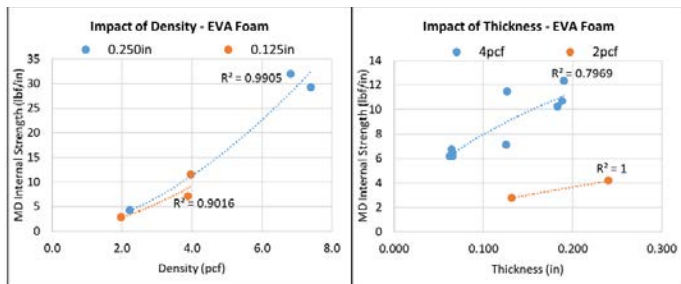 Impact of Density - EVA Foam
0.250in 0.125in
MD Internal Strength (lbf/in)
35
30
25
20
15
10
5
0
R² = 0.9905
R² = 0.9016
0.0 2.0 4.0 6.0 8.0
Density (pcf)
Impact of Thickness - EVA Foam
4pcf 2pcf
MD Internal Strength (lbf/in)
14
12
10
8
6
4
2
0
R² = 0.7969
R² = 1
0.000 0.100 0.200 0.300
Thickness (in)